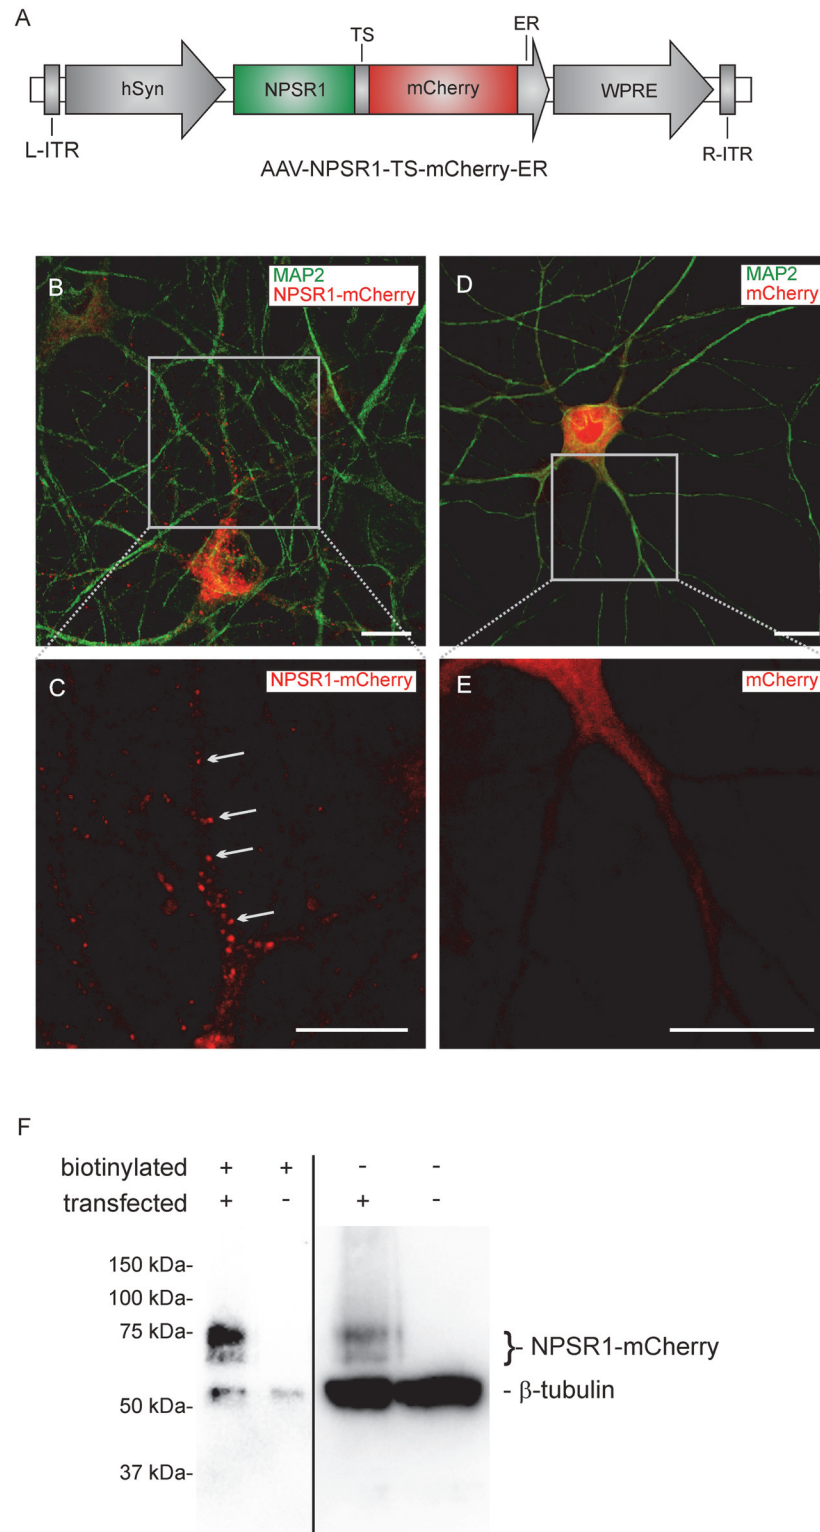 A
TS
ER
hSyn
NPSR1
mCherry
WPRE
L-ITR
R-ITR
AAV-NPSR1-TS-mCherry-ER
B
MAP2
NPSR1-mCherry
D
MAP2
mCherry
C
NPSR1-mCherry
E
mCherry
F
biotinylated + + - -
transfected + - + -
150 kDa-
100 kDa-
75 kDa-
}- NPSR1-mCherry
- β-tubulin
50 kDa-
37 kDa-